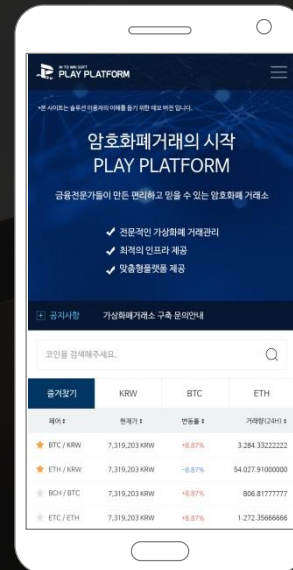 IN TO WIN SOFT
PLAY PLATFORM
*본 사이트는 솔루션 이용자의 이해를 돕기 위한 데모 버전 입니다.
암호화폐거래의 시작
PLAY PLATFORM
금융전문가들이 만든 편리하고 믿을 수 있는 암호화폐 거래소
✓ 전문적인 가상화폐 거래관리
✓ 최적의 인프라 제공
✓ 맞춤형플랫폼 제공
공지사항 가상화폐거래소 구축 문의안내
코인을 검색해주세요.
즐겨찾기 KRW BTC ETH
페어 현재가 변동률 거래량(24H)
BTC / KRW 7,319,203 KRW +8.87% 3.284.33222222
ETH / KRW 7,319,203 KRW -8.87% 54.027.91000000
BCH / BTC 7,319,203 KRW +8.87% 806.81777777
ETC / ETH 7,319,203 KRW +8.87% 1.272.35666666